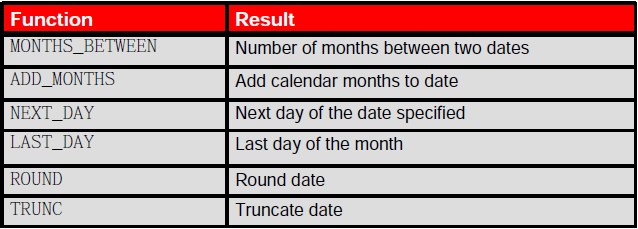 Function Result
MONTHS_BETWEEN Number of months between two dates
ADD_MONTHS Add calendar months to date
NEXT_DAY Next day of the date specified
LAST_DAY Last day of the month
ROUND Round date
TRUNC Truncate date